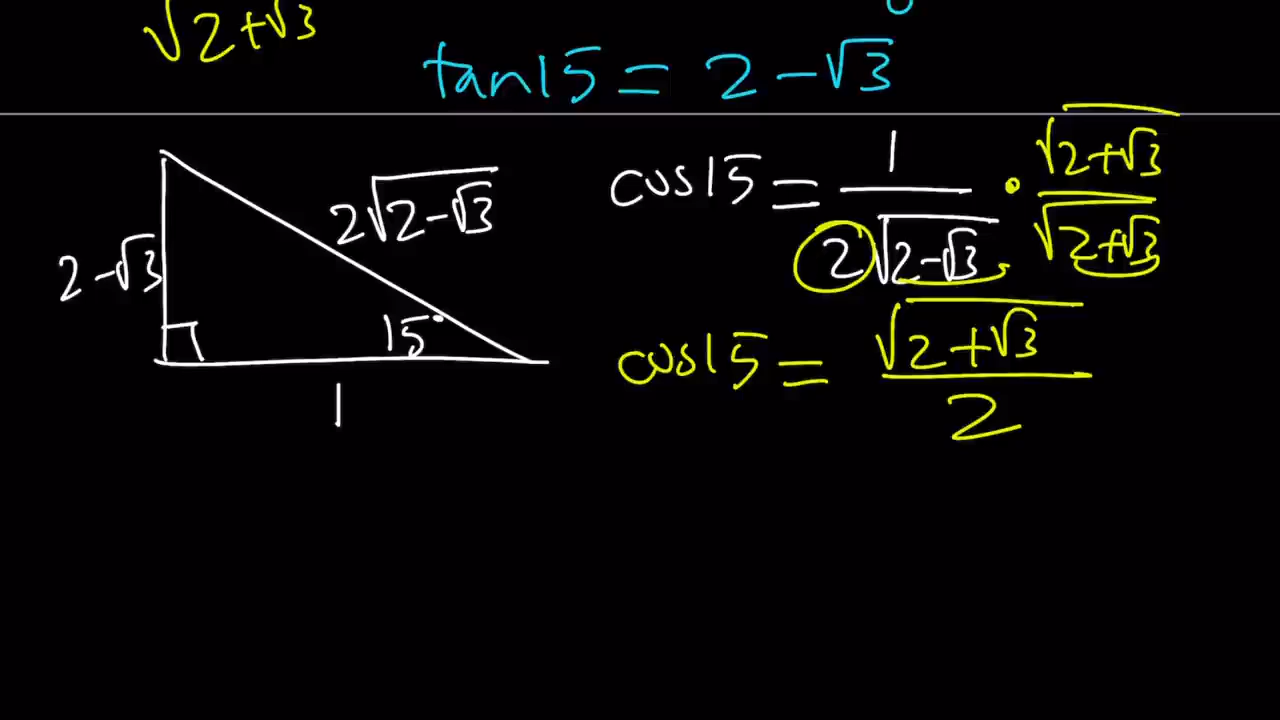 √2+√3
tan15 = 2-√3
2-√3
2√2-√3
15°
1
cos15 = 1/2√2-√3 · √2+√3/√2+√3
cos15 = √2+√3/2